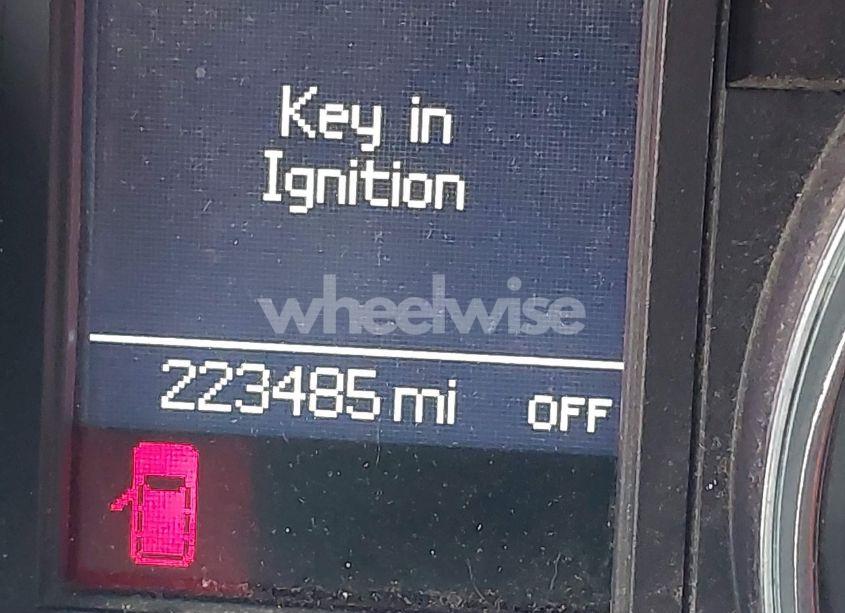 Key in
Ignition
wheelwise
223485 mi OFF